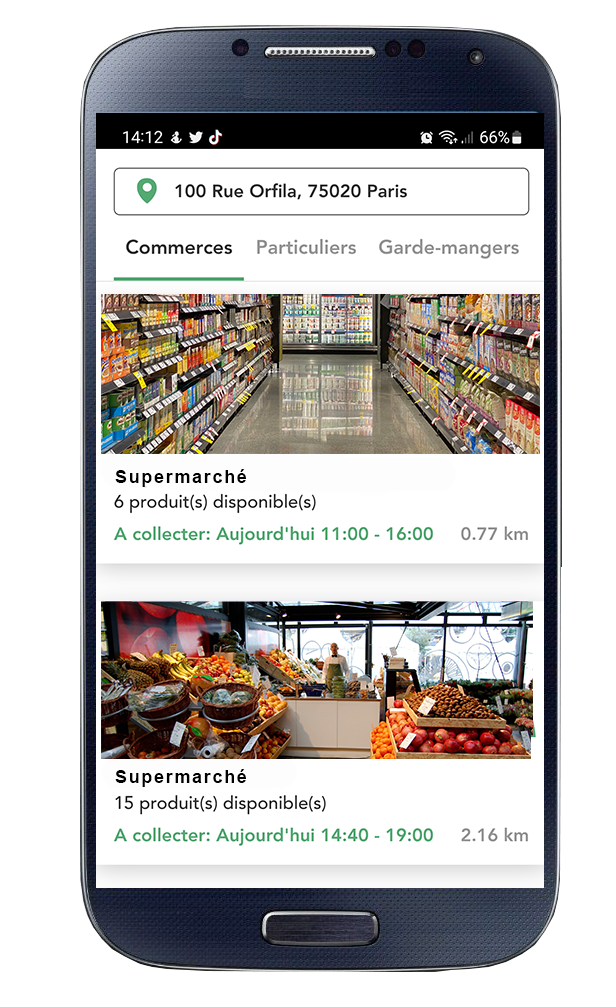 14:12 66%
100 Rue Orfila, 75020 Paris
Commerces Particuliers Garde-mangers
Supermarché
6 produit(s) disponible(s)
A collecter: Aujourd'hui 11:00 - 16:00 0.77 km
Supermarché
15 produit(s) disponible(s)
A collecter: Aujourd'hui 14:40 - 19:00 2.16 km